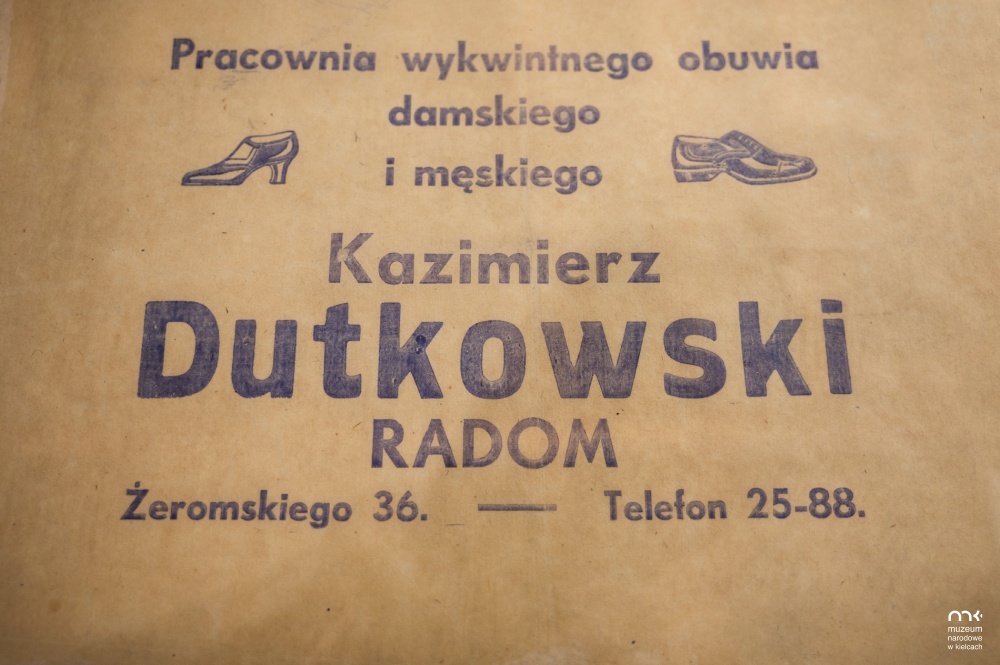 Pracownia wykwintnego obuwia
damskiego
i męskiego
Kazimierz
Dutkowski
RADOM
Żeromskiego 36. — Telefon 25-88.
muzeum
narodowe
w kielcach